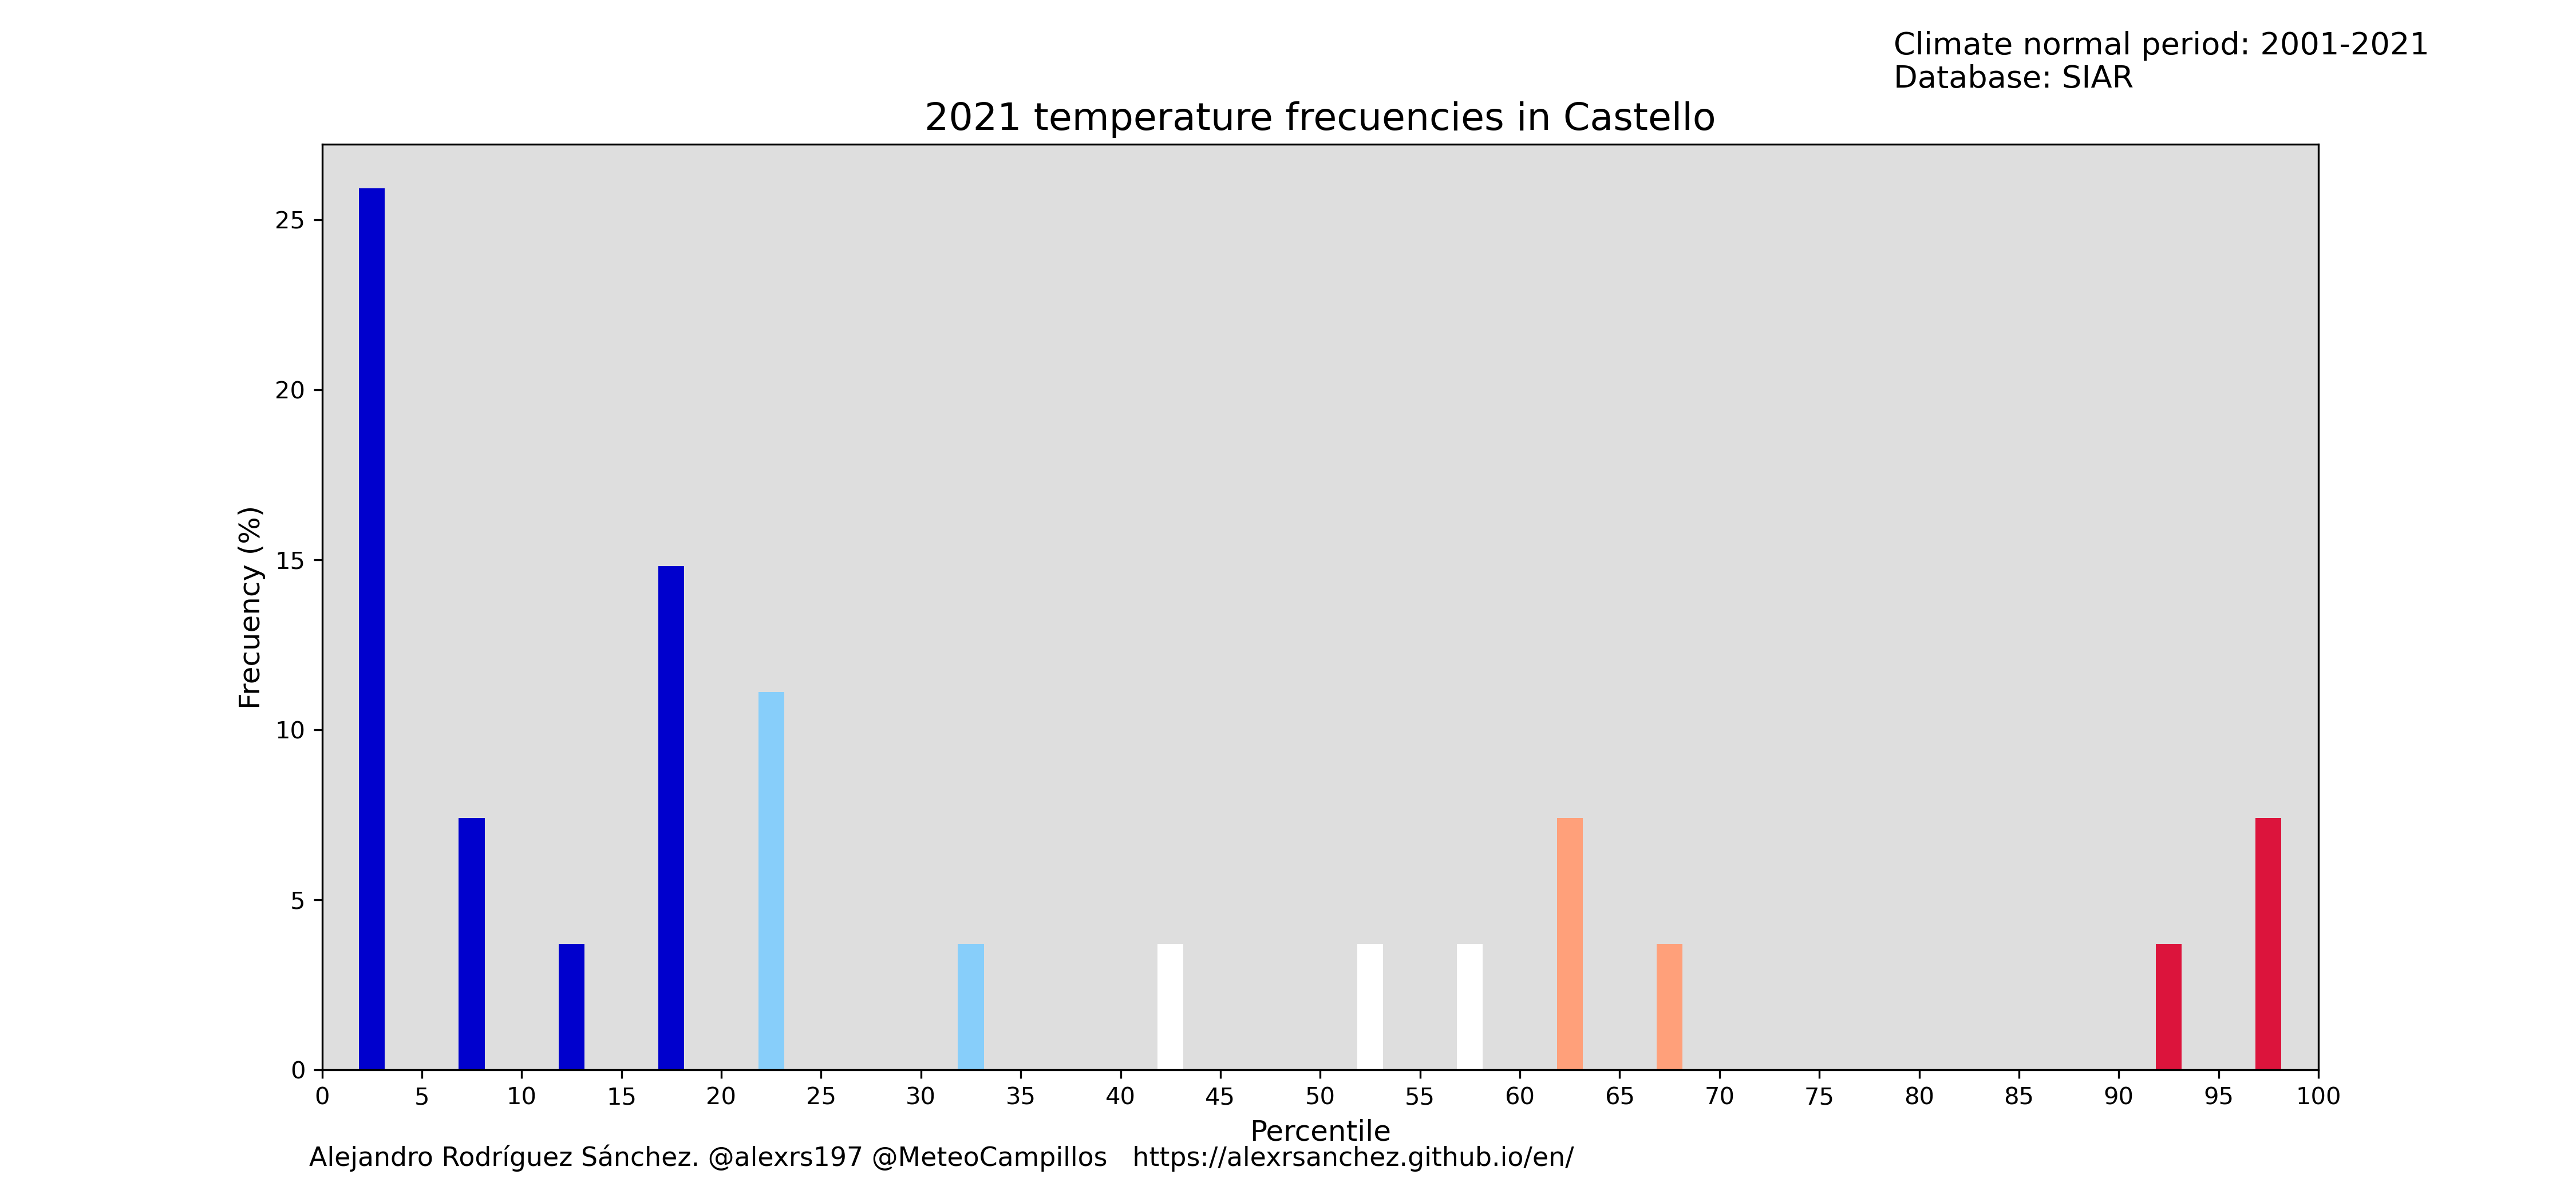 Climate normal period: 2001-2021
Database: SIAR
2021 temperature frecuencies in Castello
Frecuency (%)
25
20
15
10
5
0
0 5 10 15 20 25 30 35 40 45 50 55 60 65 70 75 80 85 90 95 100
Percentile
Alejandro Rodríguez Sánchez. @alexrs197 @MeteoCampillos https://alexrsanchez.github.io/en/